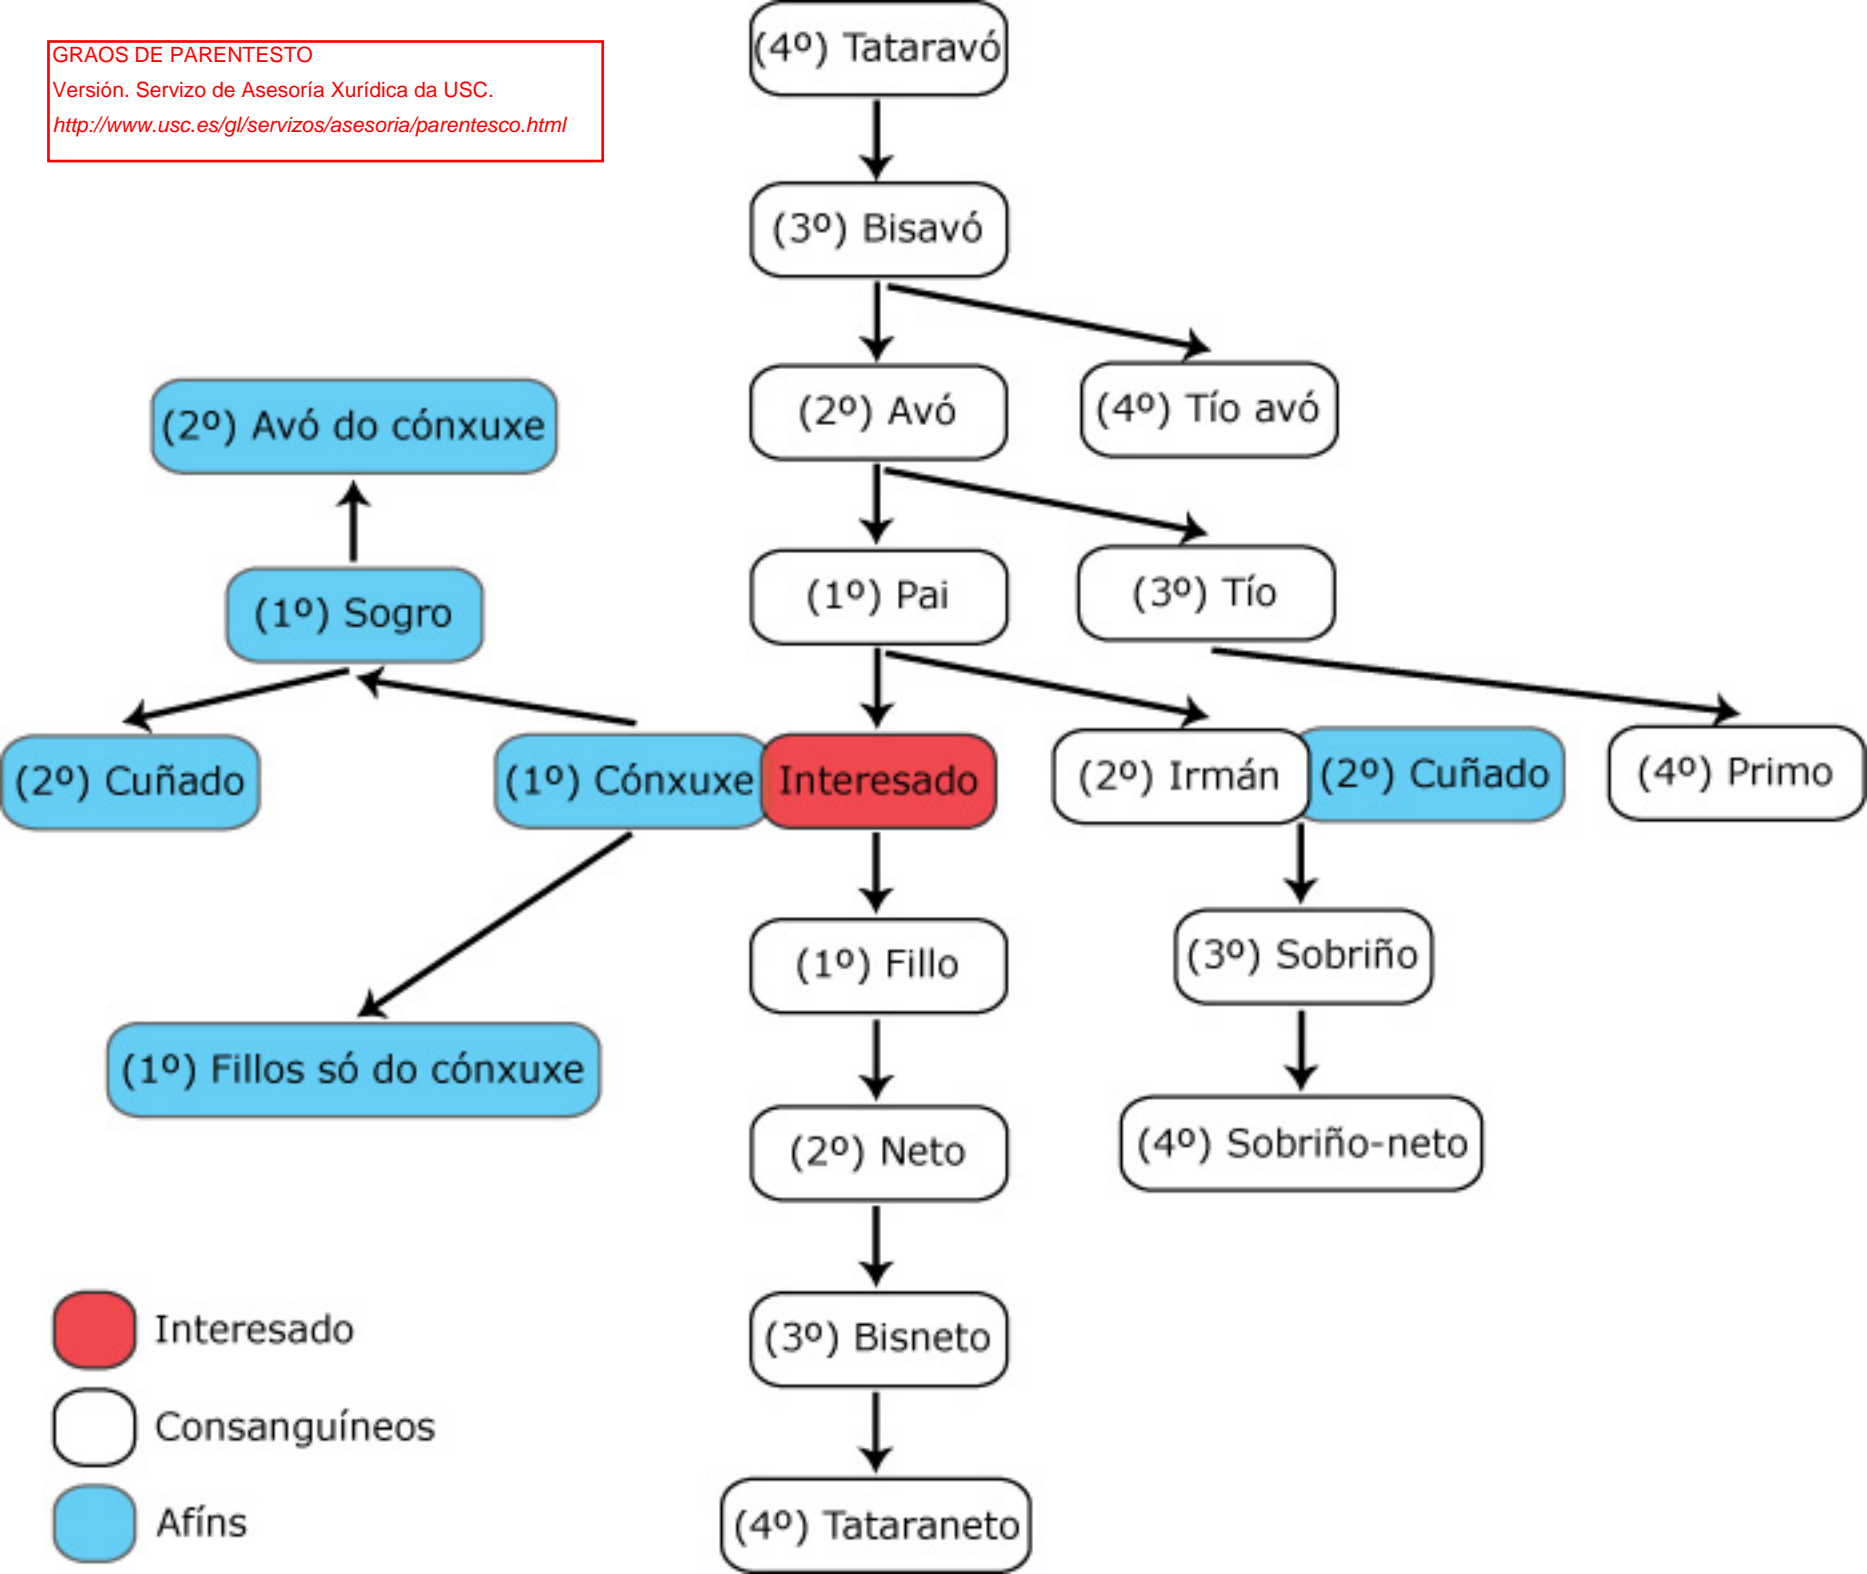 GRAOS DE PARENTESTO
Versión. Servizo de Asesoría Xurídica da USC.
http://www.usc.es/gl/servizos/asesoria/parentesco.html
(4º) Tataravó
(3º) Bisavó
(2º) Avó do cónxuxe
(2º) Avó
(4º) Tío avó
(1º) Sogro
(1º) Pai
(3º) Tío
(2º) Cuñado
(1º) Cónxuxe
Interesado
(2º) Irmán
(2º) Cuñado
(4º) Primo
(1º) Fillo
(3º) Sobriño
(1º) Fillos só do cónxuxe
(2º) Neto
(4º) Sobriño-neto
(3º) Bisneto
(4º) Tataraneto
Interesado
Consanguíneos
Afíns